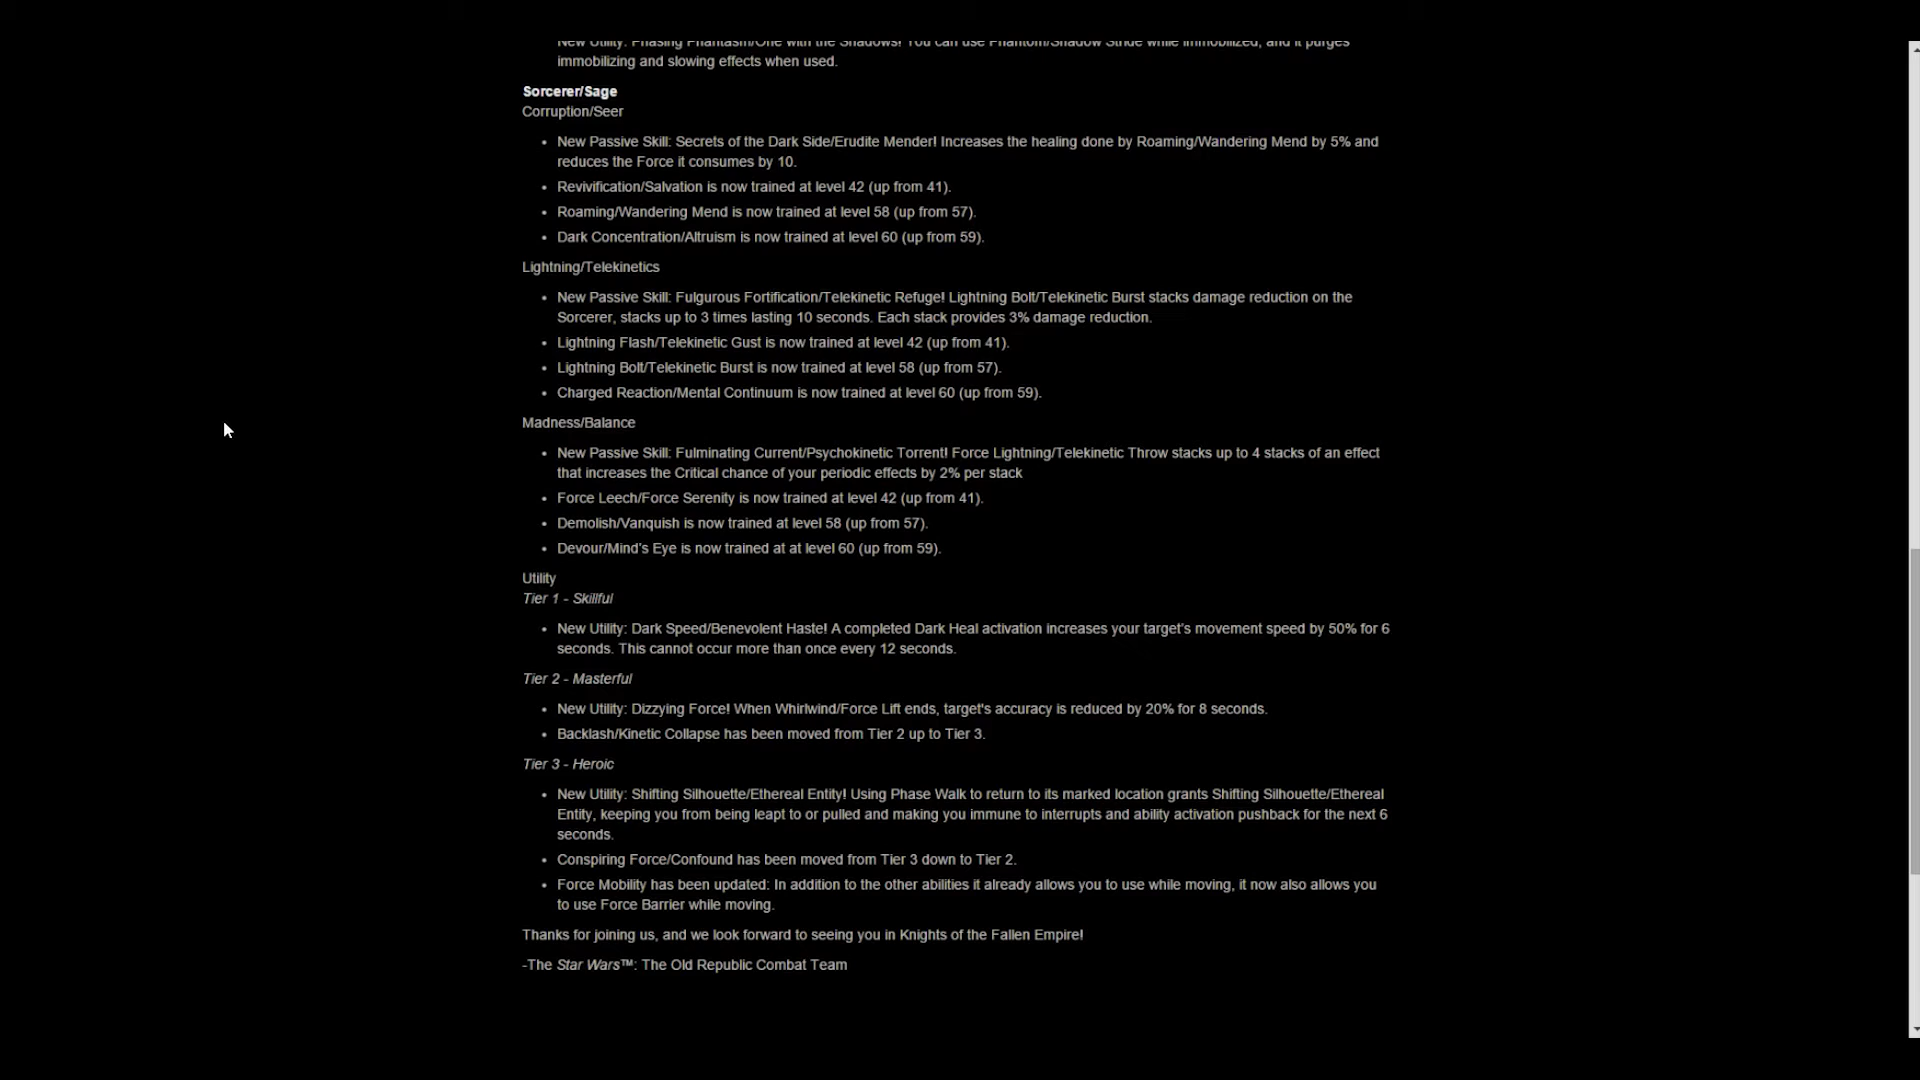 New Utility: Phasing Phantasm/One with the Shadows! You can use Phantom/Shadow Stride while immobilized, and it purges
immobilizing and slowing effects when used.
Sorcerer/Sage
Corruption/Seer
• New Passive Skill: Secrets of the Dark Side/Erudite Mender! Increases the healing done by Roaming/Wandering Mend by 5% and
reduces the Force it consumes by 10.
• Revivification/Salvation is now trained at level 42 (up from 41).
• Roaming/Wandering Mend is now trained at level 58 (up from 57).
• Dark Concentration/Altruism is now trained at level 60 (up from 59).
Lightning/Telekinetics
• New Passive Skill: Fulgurous Fortification/Telekinetic Refuge! Lightning Bolt/Telekinetic Burst stacks damage reduction on the
Sorcerer, stacks up to 3 times lasting 10 seconds. Each stack provides 3% damage reduction.
• Lightning Flash/Telekinetic Gust is now trained at level 42 (up from 41).
• Lightning Bolt/Telekinetic Burst is now trained at level 58 (up from 57).
• Charged Reaction/Mental Continuum is now trained at level 60 (up from 59).
Madness/Balance
• New Passive Skill: Fulminating Current/Psychokinetic Torrent! Force Lightning/Telekinetic Throw stacks up to 4 stacks of an effect
that increases the Critical chance of your periodic effects by 2% per stack
• Force Leech/Force Serenity is now trained at level 42 (up from 41).
• Demolish/Vanquish is now trained at level 58 (up from 57).
• Devour/Mind's Eye is now trained at at level 60 (up from 59).
Utility
Tier 1 - Skillful
• New Utility: Dark Speed/Benevolent Haste! A completed Dark Heal activation increases your target's movement speed by 50% for 6
seconds. This cannot occur more than once every 12 seconds.
Tier 2 - Masterful
• New Utility: Dizzying Force! When Whirlwind/Force Lift ends, target's accuracy is reduced by 20% for 8 seconds.
• Backlash/Kinetic Collapse has been moved from Tier 2 up to Tier 3.
Tier 3 - Heroic
• New Utility: Shifting Silhouette/Ethereal Entity! Using Phase Walk to return to its marked location grants Shifting Silhouette/Ethereal
Entity, keeping you from being leapt to or pulled and making you immune to interrupts and ability activation pushback for the next 6
seconds.
• Conspiring Force/Confound has been moved from Tier 3 down to Tier 2.
• Force Mobility has been updated: In addition to the other abilities it already allows you to use while moving, it now also allows you
to use Force Barrier while moving.
Thanks for joining us, and we look forward to seeing you in Knights of the Fallen Empire!
-The Star Wars™: The Old Republic Combat Team